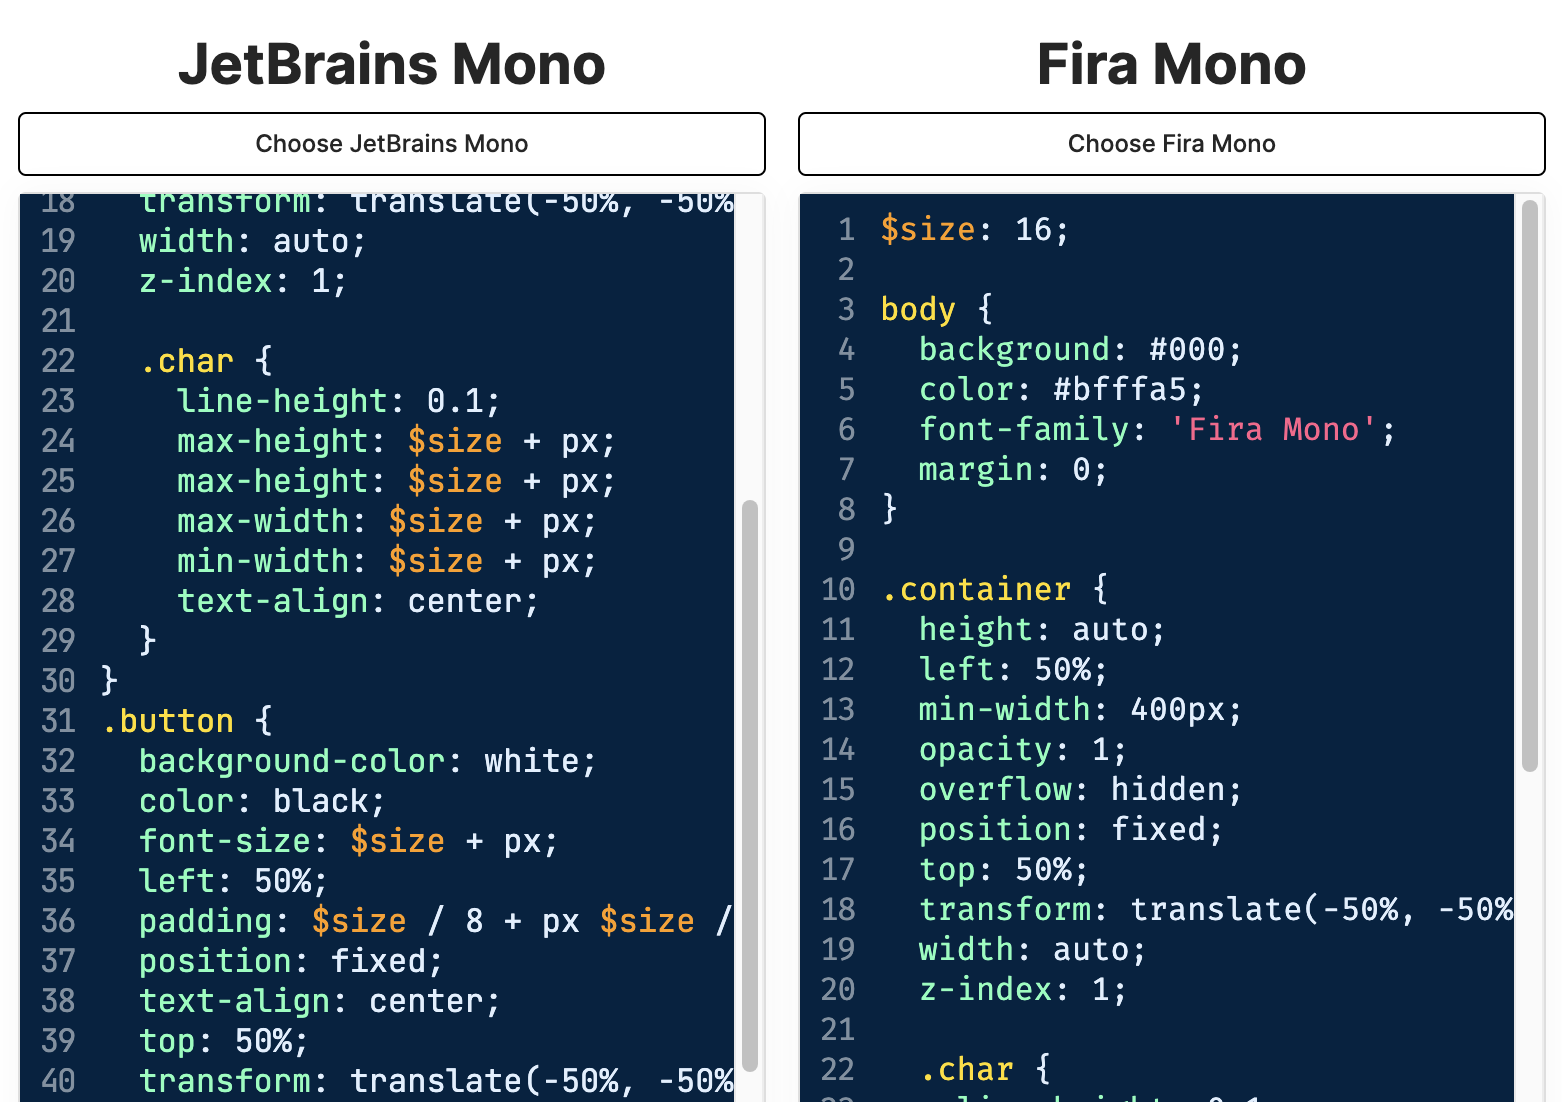 JetBrains Mono
Choose JetBrains Mono
18 transform: translate(-50%, -50%
19 width: auto;
20 z-index: 1;
21
22 .char {
23 line-height: 0.1;
24 max-height: $size + px;
25 max-height: $size + px;
26 max-width: $size + px;
27 min-width: $size + px;
28 text-align: center;
29 }
30 }
31 .button {
32 background-color: white;
33 color: black;
34 font-size: $size + px;
35 left: 50%;
36 padding: $size / 8 + px $size /
37 position: fixed;
38 text-align: center;
39 top: 50%;
40 transform: translate(-50%, -50%
Fira Mono
Choose Fira Mono
1 $size: 16;
2
3 body {
4 background: #000;
5 color: #bfffa5;
6 font-family: 'Fira Mono';
7 margin: 0;
8 }
9
10 .container {
11 height: auto;
12 left: 50%;
13 min-width: 400px;
14 opacity: 1;
15 overflow: hidden;
16 position: fixed;
17 top: 50%;
18 transform: translate(-50%, -50%
19 width: auto;
20 z-index: 1;
21
22 .char {